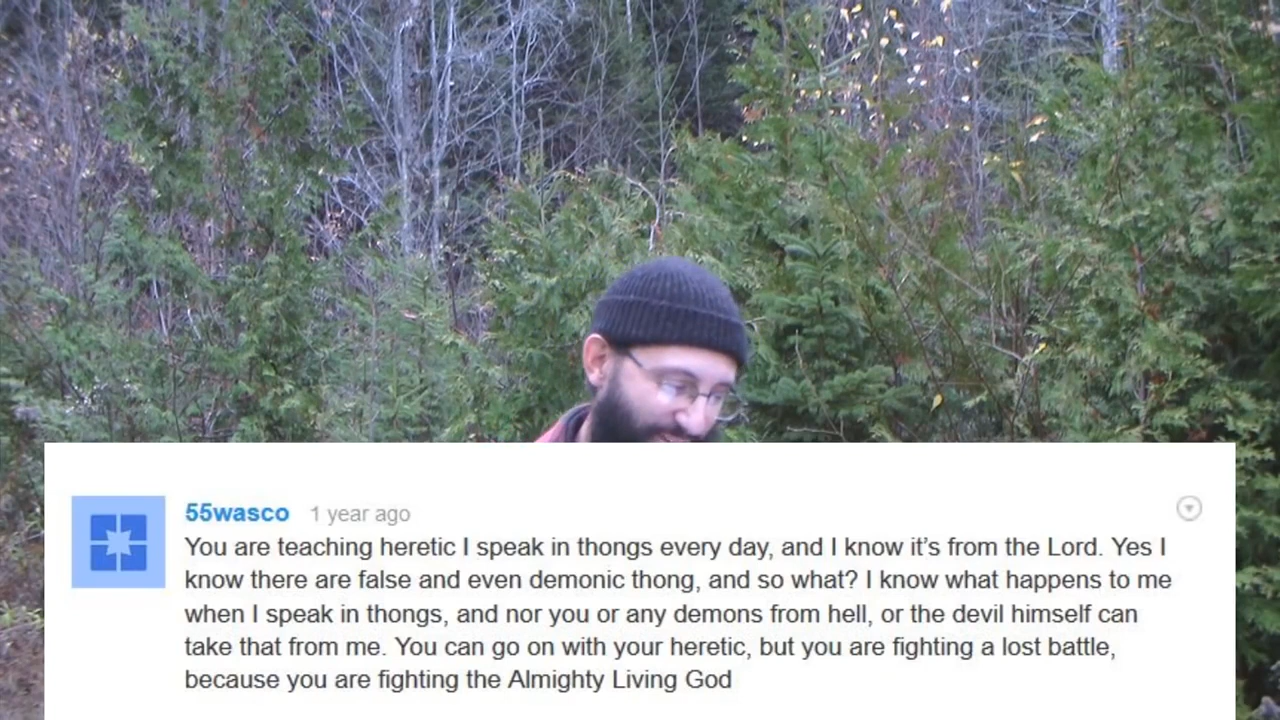 55wasco 1 year ago
You are teaching heretic I speak in thongs every day, and I know it's from the Lord. Yes I
know there are false and even demonic thong, and so what? I know what happens to me
when I speak in thongs, and nor you or any demons from hell, or the devil himself can
take that from me. You can go on with your heretic, but you are fighting a lost battle,
because you are fighting the Almighty Living God